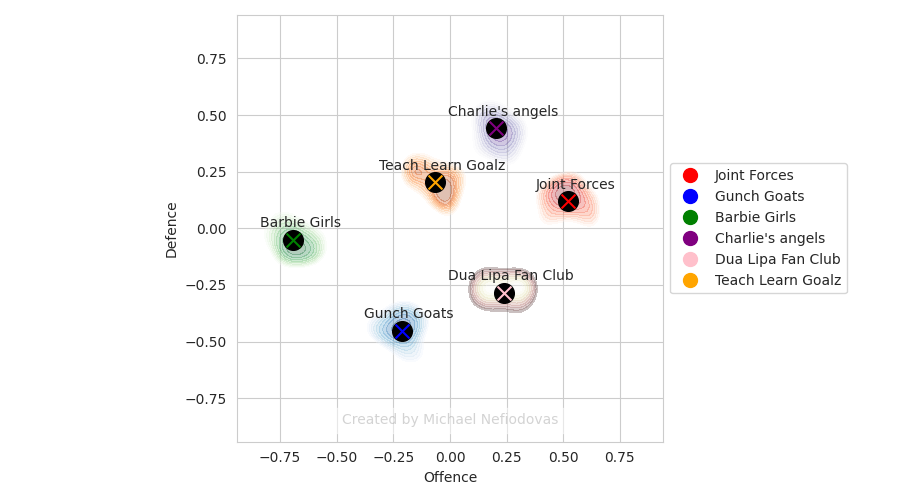 0.75
0.50
0.25
0.00
−0.25
−0.50
−0.75
Defence
Charlie's angels
Teach Learn Goalz
Joint Forces
Barbie Girls
Dua Lipa Fan Club
Gunch Goats
Created by Michael Nefiodovas
−0.75
−0.50
−0.25
0.00
0.25
0.50
0.75
Offence
Joint Forces
Gunch Goats
Barbie Girls
Charlie's angels
Dua Lipa Fan Club
Teach Learn Goalz